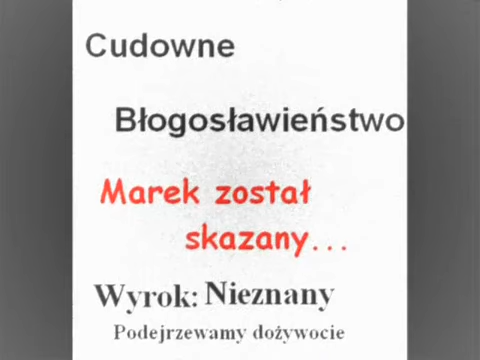 Cudowne
Błogosławieństwo
Marek został
skazany...
Wyrok: Nieznany
Podejrzewamy dożywocie